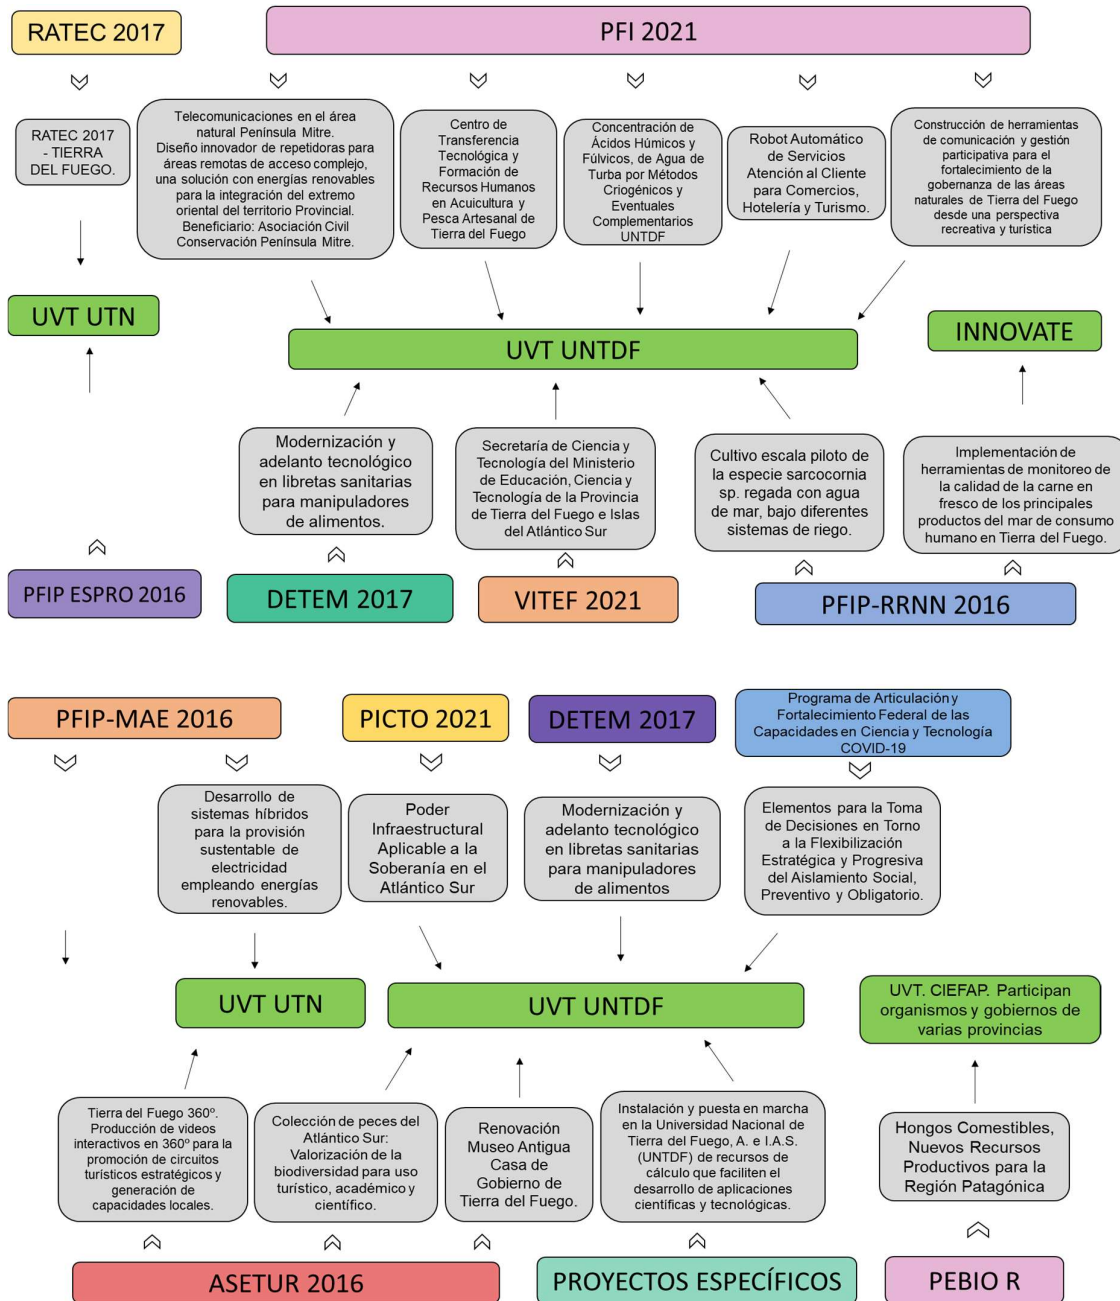 RATEC 2017
PFI 2021
RATEC 2017
- TIERRA
DEL FUEGO.
Telecomunicaciones en el área
natural Península Mitre.
Diseño innovador de repetidoras para
áreas remotas de acceso complejo,
una solución con energías renovables
para la integración del extremo
oriental del territorio Provincial.
Beneficiario: Asociación Civil
Conservación Península Mitre.
Centro de
Transferencia
Tecnológica y
Formación de
Recursos Humanos
en Acuicultura y
Pesca Artesanal de
Tierra del Fuego
Concentración de
Ácidos Húmicos y
Fúlvicos, de Agua de
Turba por Métodos
Criogénicos y
Eventuales
Complementarios
UNTDF
Robot Automático
de Servicios
Atención al Cliente
para Comercios,
Hotelería y Turismo.
Construcción de herramientas
de comunicación y gestión
participativa para el
fortalecimiento de la
gobernanza de las áreas
naturales de Tierra del Fuego
desde una perspectiva
recreativa y turística
UVT UTN
UVT UNTDF
INNOVATE
Modernización y
adelanto tecnológico
en libretas sanitarias
para manipuladores
de alimentos.
Secretaría de Ciencia y
Tecnología del Ministerio
de Educación, Ciencia y
Tecnología de la Provincia
de Tierra del Fuego e Islas
del Atlántico Sur
Cultivo escala piloto de
la especie sarcocornia
sp. regada con agua
de mar, bajo diferentes
sistemas de riego.
Implementación de
herramientas de monitoreo de
la calidad de la carne en
fresco de los principales
productos del mar de consumo
humano en Tierra del Fuego.
PFIP ESPRO 2016
DETEM 2017
VITEF 2021
PFIP-RRNN 2016
PFIP-MAE 2016
PICTO 2021
DETEM 2017
Programa de Articulación y
Fortalecimiento Federal de las
Capacidades en Ciencia y Tecnología
COVID-19
Desarrollo de
sistemas híbridos
para la provisión
sustentable de
electricidad
empleando energías
renovables.
Poder
Infraestructural
Aplicable a la
Soberanía en el
Atlántico Sur
Modernización y
adelanto tecnológico
en libretas sanitarias
para manipuladores
de alimentos
Elementos para la Toma
de Decisiones en Torno
a la Flexibilización
Estratégica y Progresiva
del Aislamiento Social,
Preventivo y Obligatorio.
UVT UTN
UVT UNTDF
UVT. CIEFAP. Participan
organismos y gobiernos de
varias provincias
Tierra del Fuego 360º.
Producción de videos
interactivos en 360º para la
promoción de circuitos
turísticos estratégicos y
generación de
capacidades locales.
Colección de peces del
Atlántico Sur:
Valorización de la
biodiversidad para uso
turístico, académico y
científico.
Renovación
Museo Antigua
Casa de
Gobierno de
Tierra del Fuego.
Instalación y puesta en marcha
en la Universidad Nacional de
Tierra del Fuego, A. e I.A.S.
(UNTDF) de recursos de
cálculo que faciliten el
desarrollo de aplicaciones
científicas y tecnológicas.
Hongos Comestibles,
Nuevos Recursos
Productivos para la
Región Patagónica
ASETUR 2016
PROYECTOS ESPECÍFICOS
PEBIO R